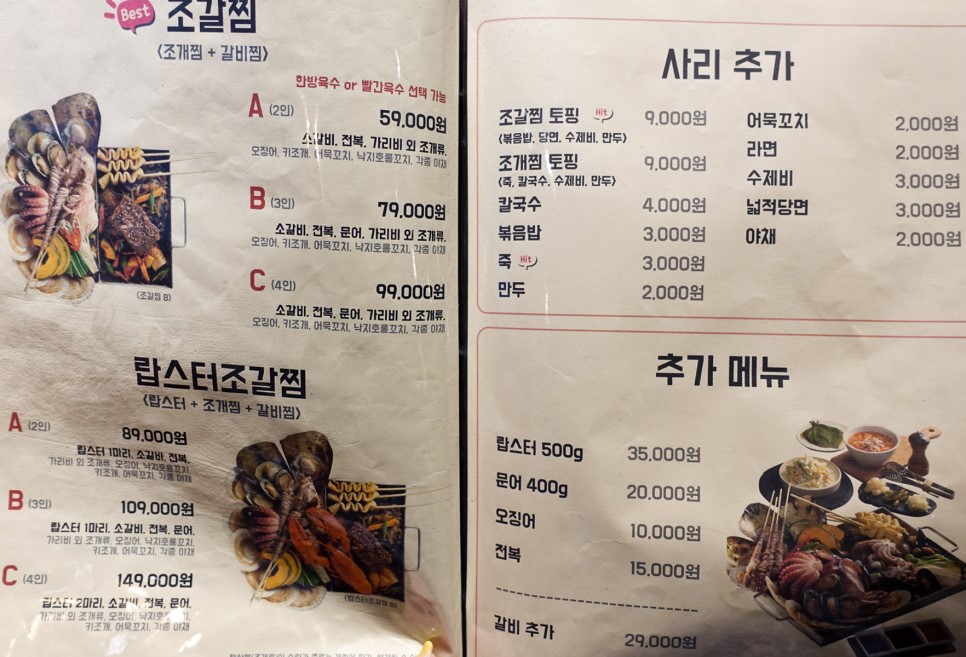 Best 조갈찜
〈조개찜 + 갈비찜〉
한방육수 or 빨간육수 선택 가능
A (2인) 59,000원
소갈비, 전복, 가리비 외 조개류,
오징어, 키조개, 어묵꼬치, 낙지호롱꼬치, 각종 야채
B (3인) 79,000원
소갈비, 전복, 문어, 가리비 외 조개류,
오징어, 키조개, 어묵꼬치, 낙지호롱꼬치, 각종 야채
C (4인) 99,000원
소갈비, 전복, 문어, 가리비 외 조개류,
오징어, 키조개, 어묵꼬치, 낙지호롱꼬치, 각종 야채
(조갈찜 B)
랍스터조갈찜
〈랍스터 + 조개찜 + 갈비찜〉
A (2인) 89,000원
랍스터 1마리, 소갈비, 전복,
가리비 외 조개류, 오징어, 낙지호롱꼬치,
키조개, 어묵꼬치, 각종 야채
B (3인) 109,000원
랍스터 1마리, 소갈비, 전복, 문어,
가리비 외 조개류, 오징어, 낙지호롱꼬치,
키조개, 어묵꼬치, 각종 야채
C (4인) 149,000원
랍스터 2마리, 소갈비, 전복, 문어,
가리비 외 조개류, 오징어, 낙지호롱꼬치,
키조개, 어묵꼬치, 각종 야채
(랍스터조갈찜 B)
사리 추가
조갈찜 토핑 Hit 9,000원
(볶음밥, 당면, 수제비, 만두)
조개찜 토핑 9,000원
(죽, 칼국수, 수제비, 만두)
칼국수 4,000원
볶음밥 3,000원
죽 Hit 3,000원
만두 2,000원
어묵꼬치 2,000원
라면 2,000원
수제비 3,000원
넓적당면 3,000원
야채 2,000원
추가 메뉴
랍스터 500g 35,000원
문어 400g 20,000원
오징어 10,000원
전복 15,000원
갈비 추가 29,000원